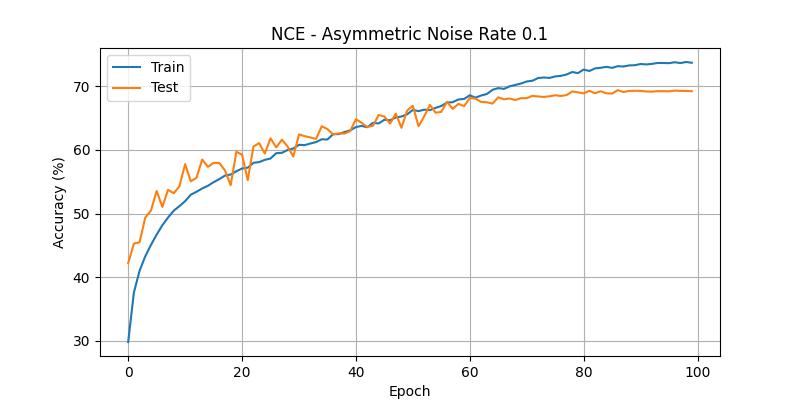 NCE - Asymmetric Noise Rate 0.1
Train
Test
Accuracy (%)
70
60
50
40
30
0 20 40 60 80 100
Epoch